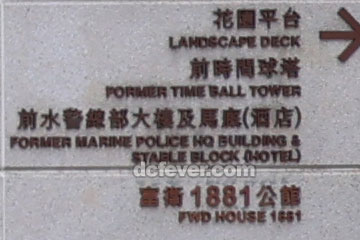 花園平台
LANDSCAPE DECK
前時間球塔
FORMER TIME BALL TOWER
前水警總部大樓及馬廄(酒店)
FORMER MARINE POLICE HQ BUILDING &
STABLE BLOCK (HOTEL)
dcfever.com
富衛1881公館
FWD HOUSE 1881